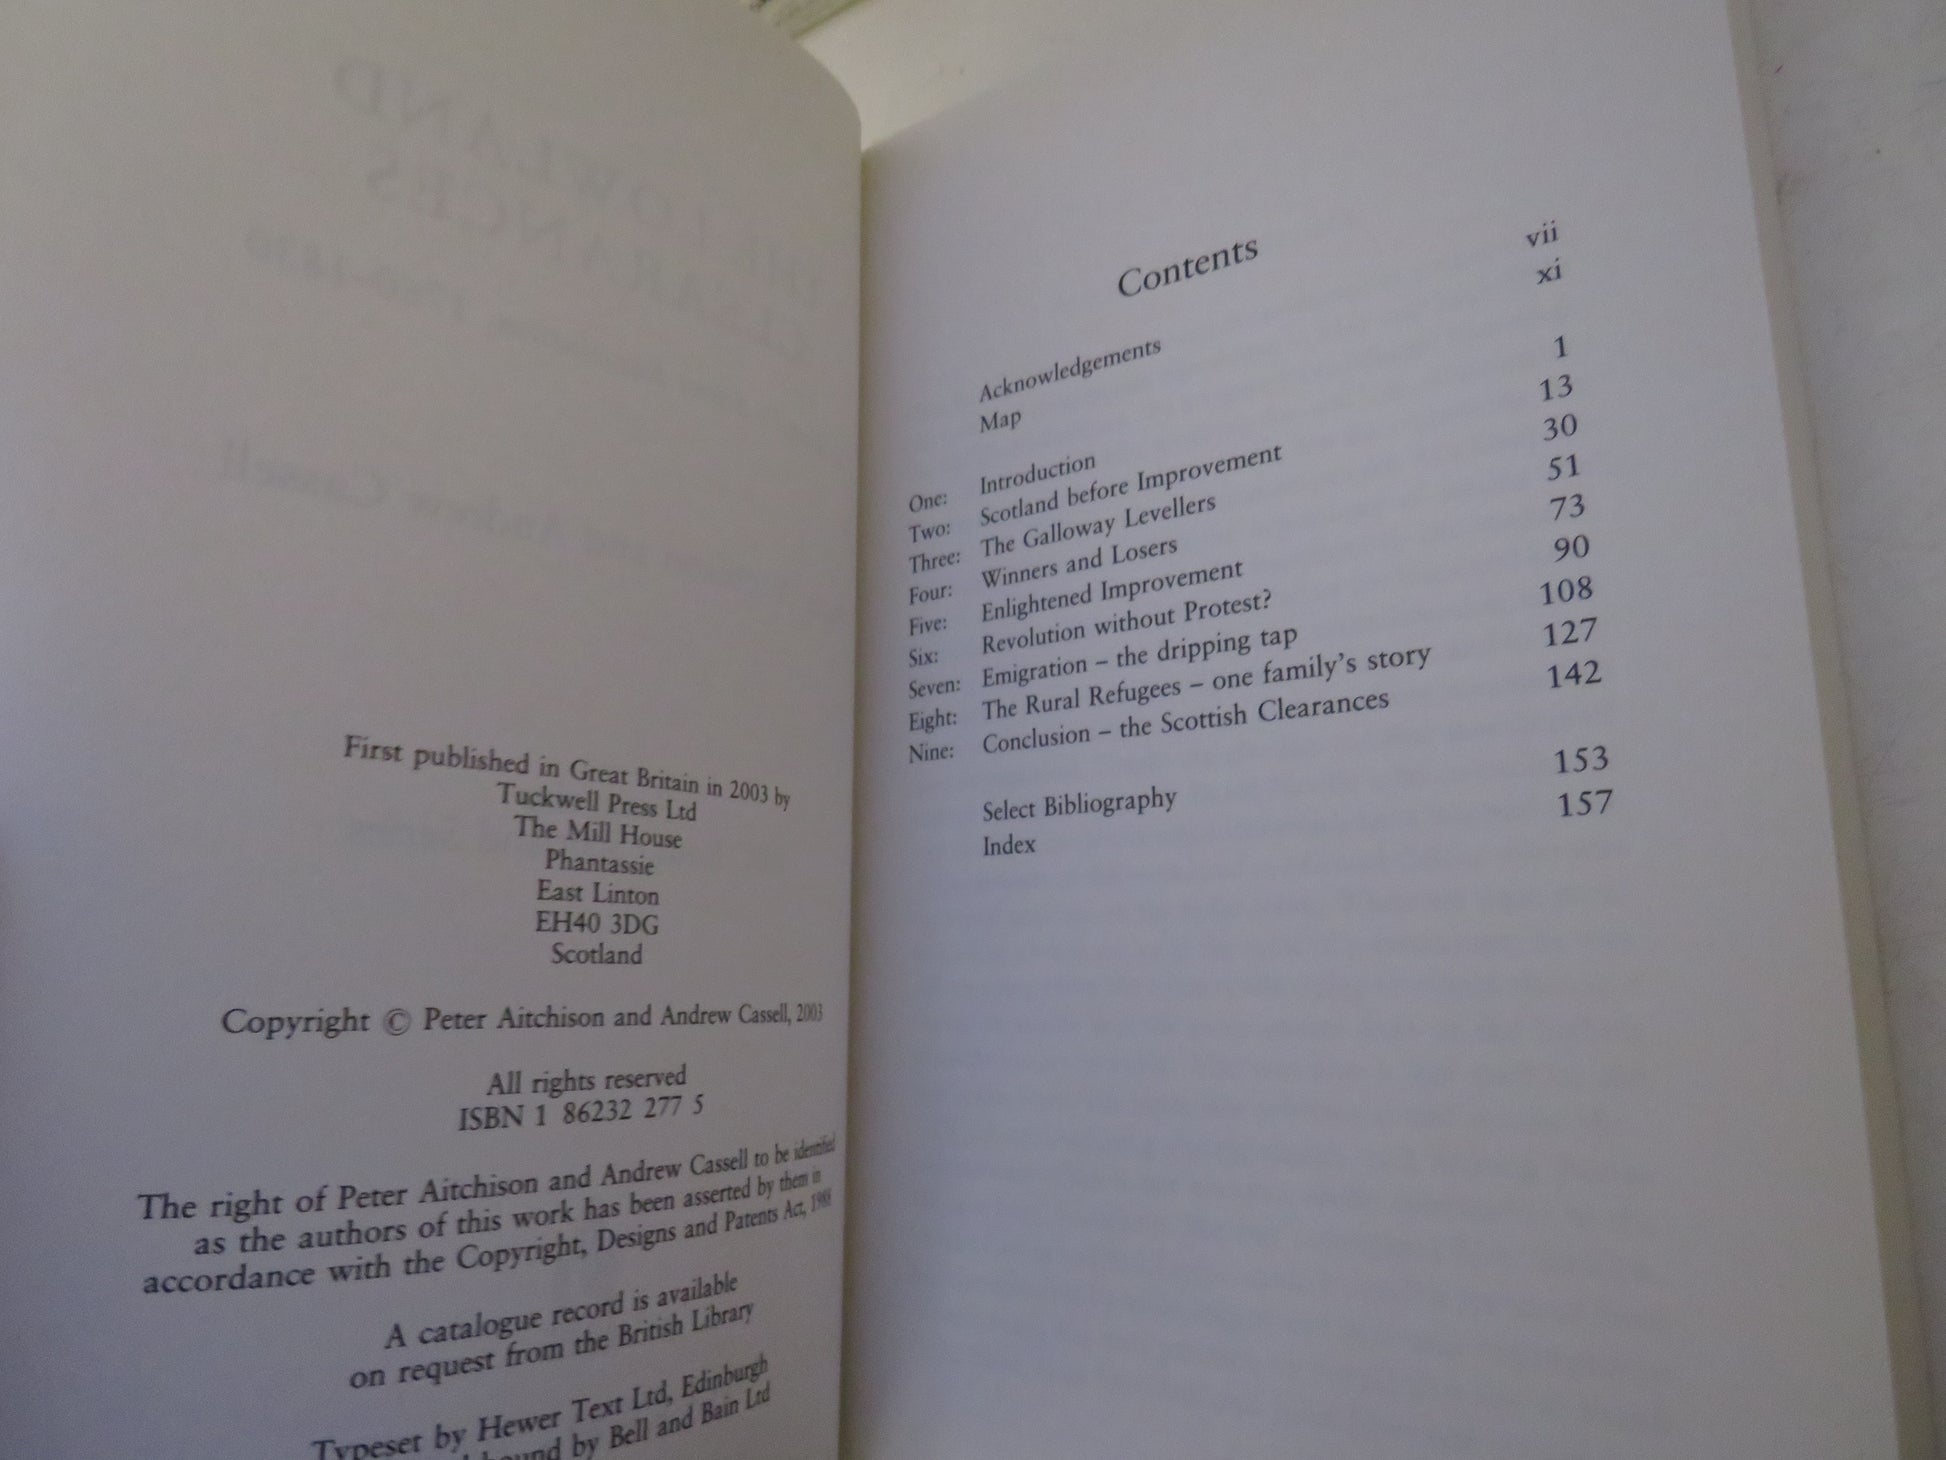 First published in Great Britain in 2003 by
Tuckwell Press Ltd
The Mill House
Phantassie
East Linton
EH40 3DG
Scotland
Copyright © Peter Aitchison and Andrew Cassell, 2003
All rights reserved
ISBN 1 86232 277 5
The right of Peter Aitchison and Andrew Cassell to be identified
as the authors of this work has been asserted by them in
accordance with the Copyright, Designs and Patents Act, 1988
A catalogue record is available
on request from the British Library
Typeset by Hewer Text Ltd, Edinburgh
bound by Bell and Bain Ltd
Contents
Acknowledgements vii
Map xi
One: Introduction 1
Two: Scotland before Improvement 13
Three: The Galloway Levellers 30
Four: Winners and Losers 51
Five: Enlightened Improvement 73
Six: Revolution without Protest? 90
Seven: Emigration – the dripping tap 108
Eight: The Rural Refugees – one family's story 127
Nine: Conclusion – the Scottish Clearances 142
Select Bibliography 153
Index 157